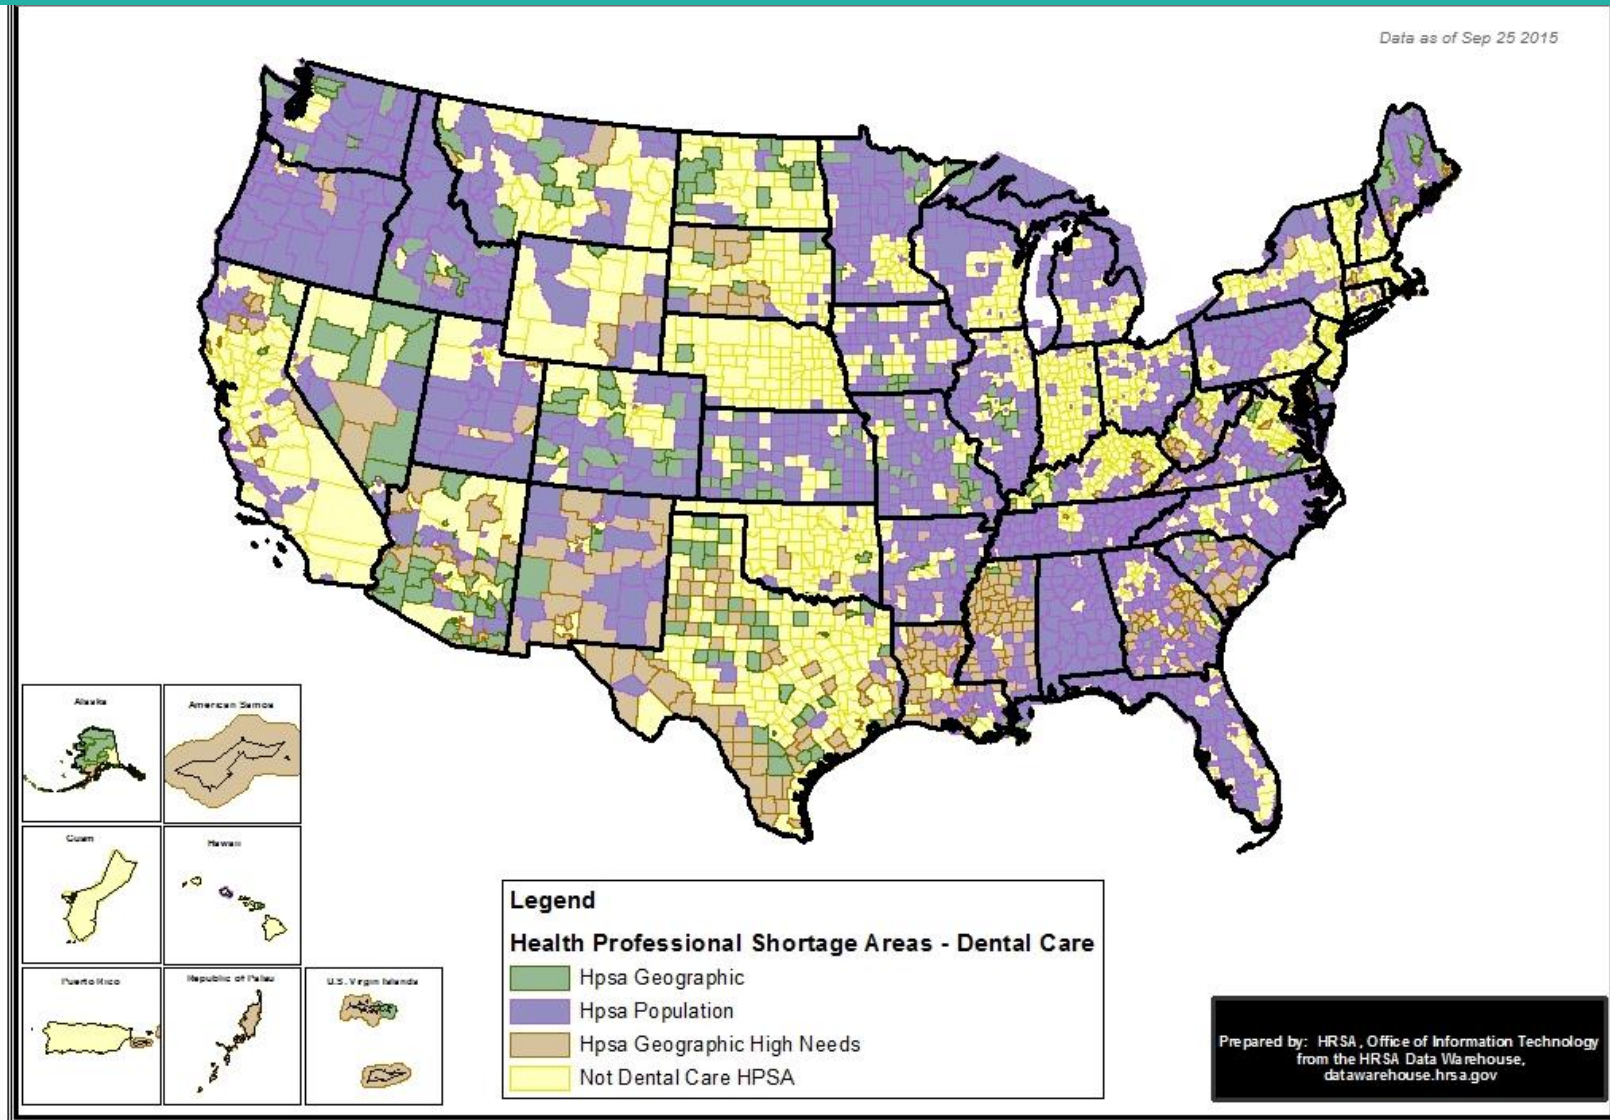 Data as of Sep 25 2015
Alaska
American Samoa
Guam
Hawaii
Puerto Rico
Republic of Palau
U.S. Virgin Islands
Legend
Health Professional Shortage Areas - Dental Care
Hpsa Geographic
Hpsa Population
Hpsa Geographic High Needs
Not Dental Care HPSA
Prepared by: HRSA, Office of Information Technology
from the HRSA Data Warehouse,
datawarehouse.hrsa.gov